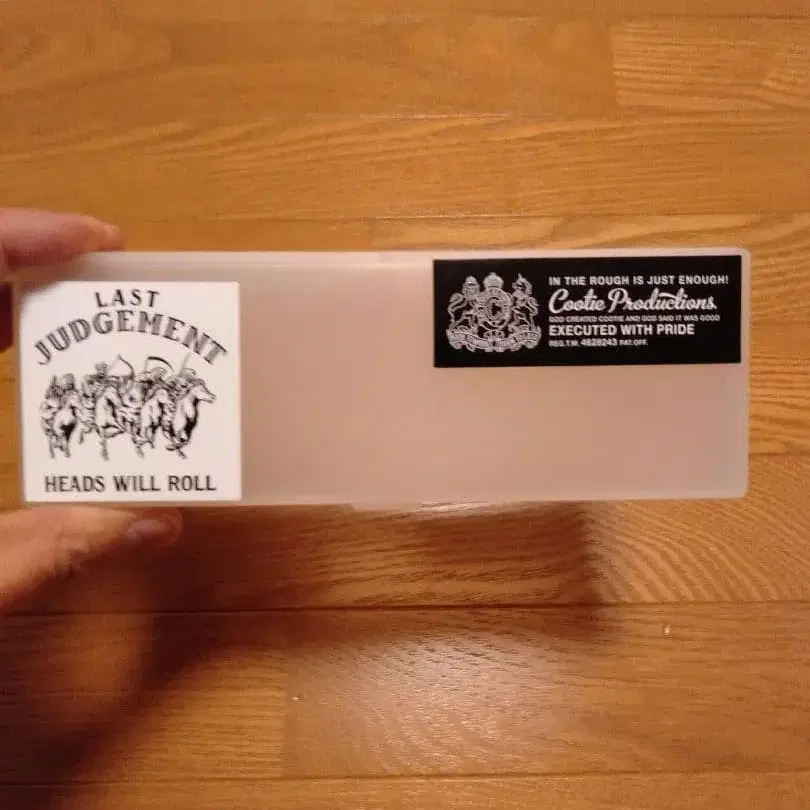 LAST
JUDGEMENT
HEADS WILL ROLL
IN THE ROUGH IS JUST ENOUGH!
Cootie Productions
GOD CREATED COOTIE AND GOD SAID IT WAS GOOD
EXECUTED WITH PRIDE
REG.T.M. 4628243 PAT.OFF.